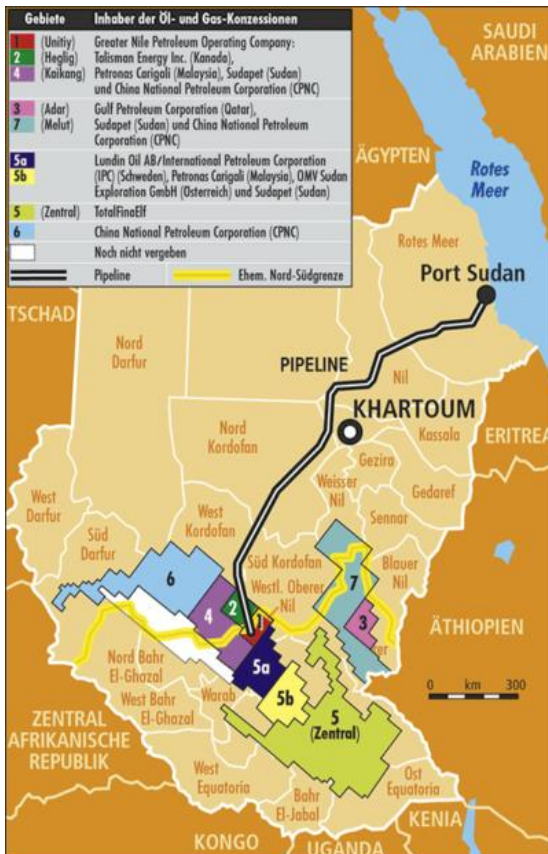 Gebiete Inhaber der Öl- und Gas-Konzessionen
1 (Unitiy) Greater Nile Petroleum Operating Company:
2 (Heglig) Talisman Energy Inc. (Kanada),
4 (Kaikang) Petronas Carigali (Malaysia), Sudapet (Sudan)
und China National Petroleum Corporation (CPNC)
3 (Adar) Gulf Petroleum Corporation (Qatar),
7 (Melut) Sudapet (Sudan) und China National Petroleum
Corporation (CPNC)
5a Lundin Oil AB/International Petroleum Corporation
5b (IPC) (Schweden), Petronas Carigali (Malaysia), OMV Sudan
Exploration GmbH (Österreich) und Sudapet (Sudan)
5 (Zentral) TotalFinaElf
6 China National Petroleum Corporation (CPNC)
Noch nicht vergeben
Pipeline Ehem. Nord-Südgrenze
SAUDI
ARABIEN
ÄGYPTEN
Rotes
Meer
Rotes Meer
Port Sudan
TSCHAD
Nord
Darfur
PIPELINE
Nil
Nord
Kordofan
KHARTOUM
Kassala
ERITREA
Gezira
Weisser
Nil
Gedaref
West
Darfur
West
Kordofan
Sennar
Süd
Darfur
Süd Kordofan
Blauer
Nil
6
7
Westl. Oberer
Nil
2
4
1
3
erer
ÄTHIOPIEN
Nord Bahr
El-Ghazal
5a
Warab
5b
0 km 300
West Bahr
El-Ghazal
5
(Zentral)
ZENTRAL
AFRIKANISCHE
REPUBLIK
West
Equatoria
Bahr
El-Jabal
Ost
Equatoria
KENIA
KONGO
UGANDA